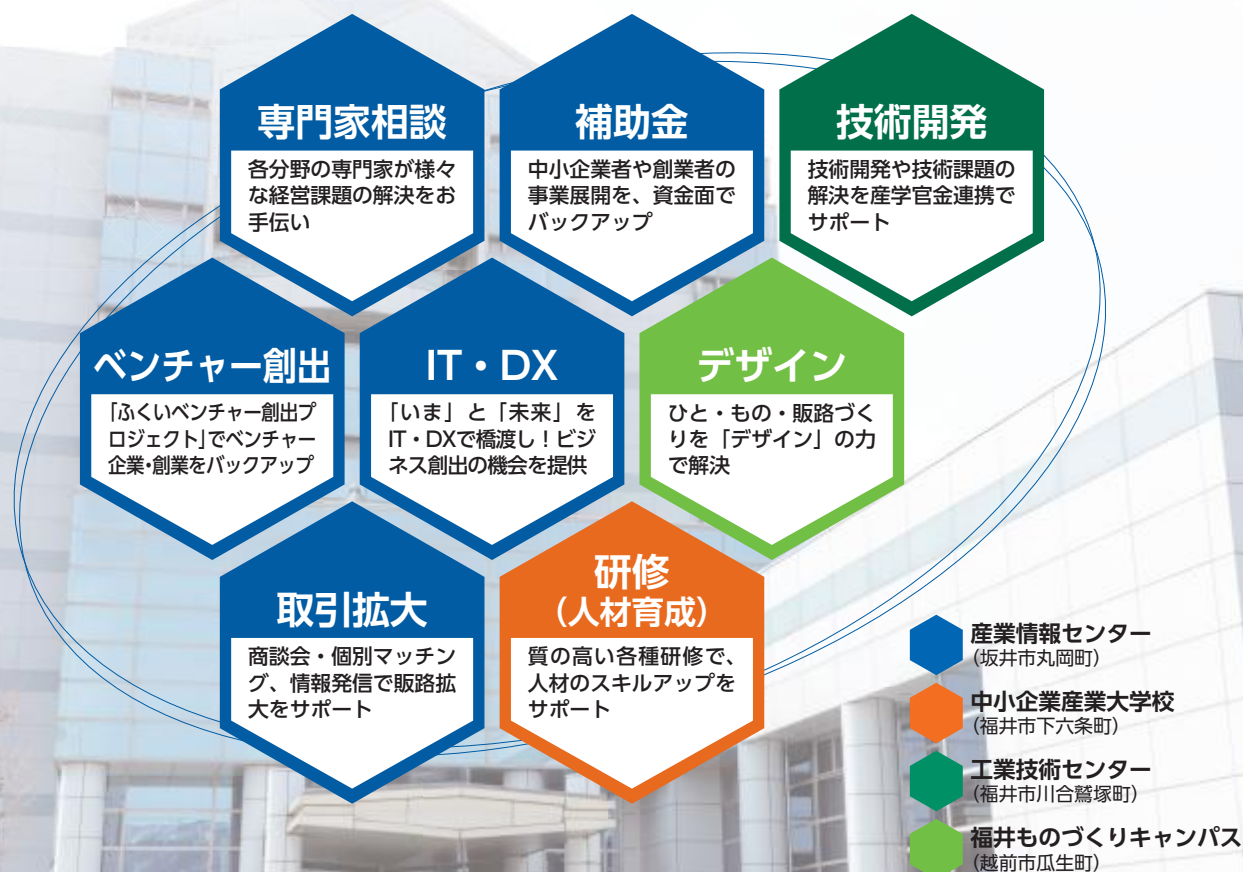 専門家相談
各分野の専門家が様々
な経営課題の解決をお
手伝い
補助金
中小企業者や創業者の
事業展開を、資金面で
バックアップ
技術開発
技術開発や技術課題の
解決を産学官金連携で
サポート
ベンチャー創出
「ふくいベンチャー創出プ
ロジェクト」でベンチャー
企業・創業をバックアップ
IT・DX
「いま」と「未来」を
IT・DXで橋渡し！ビジ
ネス創出の機会を提供
デザイン
ひと・もの・販路づく
りを「デザイン」の力
で解決
取引拡大
商談会・個別マッチン
グ、情報発信で販路拡
大をサポート
研修
（人材育成）
質の高い各種研修で、
人材のスキルアップを
サポート
産業情報センター
（坂井市丸岡町）
中小企業産業大学校
（福井市下六条町）
工業技術センター
（福井市川合鷲塚町）
福井ものづくりキャンパス
（越前市瓜生町）